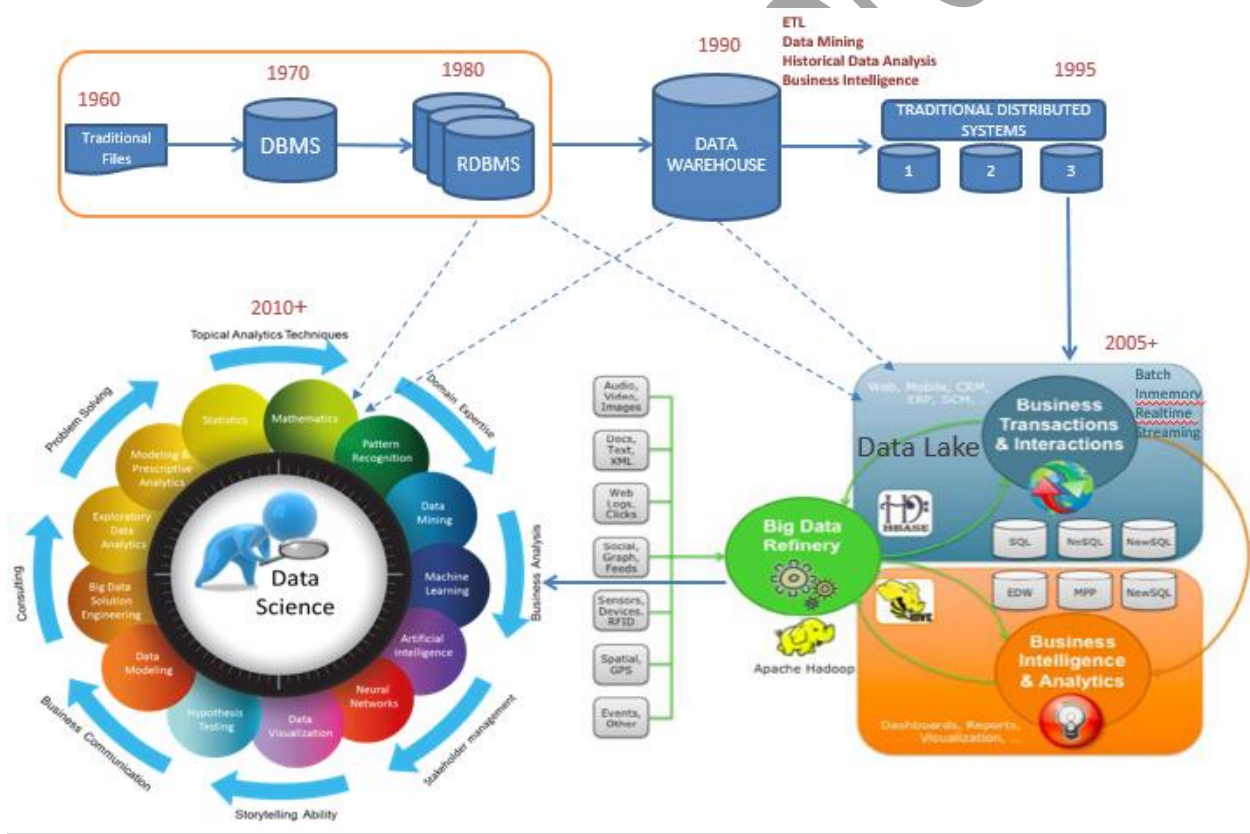 ETL
Data Mining
Historical Data Analysis
Business Intelligence
1960
Traditional
Files
1970
DBMS
1980
RDBMS
1990
DATA
WAREHOUSE
1995
TRADITIONAL DISTRIBUTED
SYSTEMS
1
2
3
2010+
Topical Analytics Techniques
Domain Expertise
Business Analysis
Stakeholder management
Storytelling Ability
Business Communication
Consulting
Problem Solving
Statistics
Mathematics
Pattern
Recognition
Data
Mining
Machine
Learning
Artificial
Intelligence
Neural
Networks
Data
Visualization
Hypothesis
Testing
Data
Modeling
Big Data
Solution
Engineering
Exploratory
Data
Analytics
Modeling &
Prescriptive
Analytics
Data
Science
Audio,
Video,
Images
Docs,
Text,
XML
Web
Logs,
Clicks
Social,
Graph,
Feeds
Sensors,
Devices,
RFID
Spatial,
GPS
Events,
Other
Big Data
Refinery
Apache Hadoop
2005+
Batch
Inmemory
Realtime
Streaming
Web, Mobile, CRM,
ERP, SCM, ...
Business
Transactions
& Interactions
Data Lake
HBASE
SQL
NoSQL
NewSQL
EDW
MPP
NewSQL
Business
Intelligence
& Analytics
Dashboards, Reports,
Visualization, ...